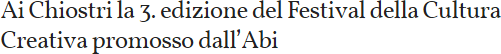 Ai Chiostri la 3. edizione del Festival della Cultura
Creativa promosso dall’Abi